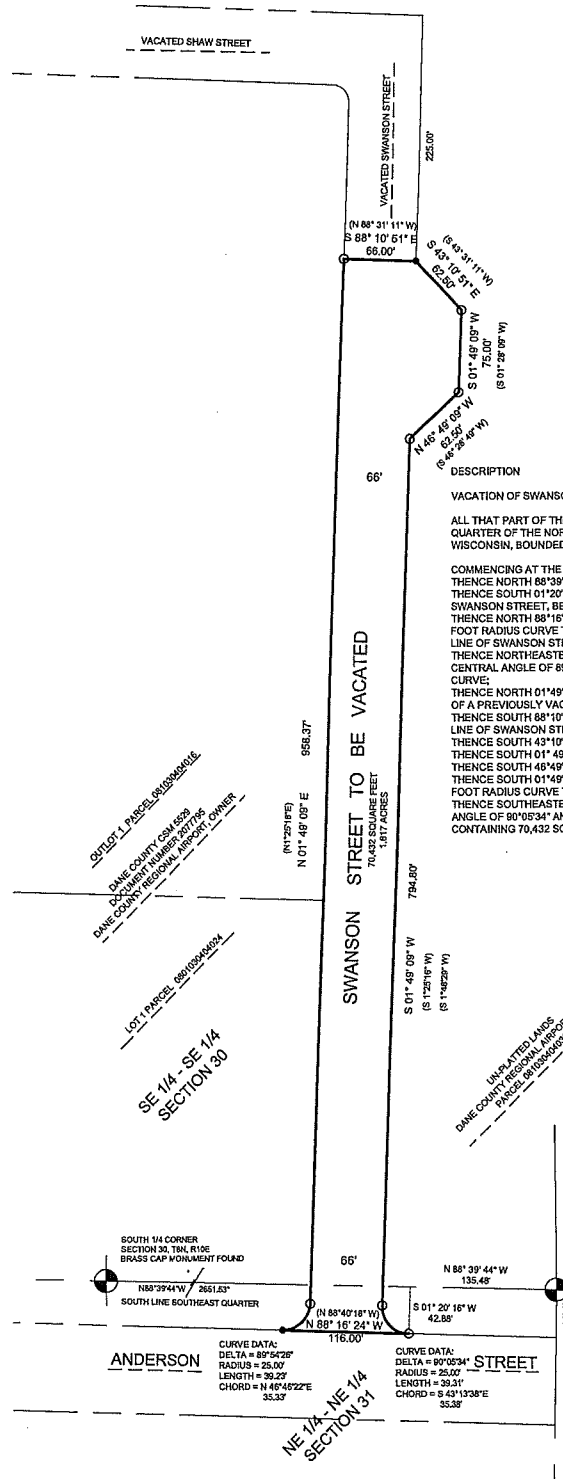 VACATED SHAW STREET
VACATED SWANSON STREET
225.00'
(N 88° 31' 11" W)
S 88° 10' 51" E
66.00'
(S 43° 31' 11" W)
S 43° 10' 51" E
62.50'
S 01° 49' 09" W
75.00'
(S 01° 28' 09" W)
N 46° 49' 09" W
62.50'
(S 46° 28' 49" W)
66'
DESCRIPTION
VACATION OF SWANSO
ALL THAT PART OF THE
QUARTER OF THE NOR
WISCONSIN, BOUNDED
COMMENCING AT THE
THENCE NORTH 88°39'
THENCE SOUTH 01°20'
SWANSON STREET, BE
THENCE NORTH 88°16'
FOOT RADIUS CURVE T
LINE OF SWANSON STR
THENCE NORTHEASTE
CENTRAL ANGLE OF 89
CURVE;
THENCE NORTH 01°49'
OF A PREVIOUSLY VAC
THENCE SOUTH 88°10'
LINE OF SWANSON STR
THENCE SOUTH 43°10'
THENCE SOUTH 01° 49
THENCE SOUTH 46°49'
THENCE SOUTH 01°49'
FOOT RADIUS CURVE T
THENCE SOUTHEASTE
ANGLE OF 90°05'34" AN
CONTAINING 70,432 SQ
SWANSON STREET TO BE VACATED
70,432 SQUARE FEET
1.617 ACRES
958.37'
(N1°25'16"E)
N 01° 49' 09" E
794.80'
S 01° 49' 09" W
(S 1°25'16" W)
(S 1°48'29" W)
OUTLOT 1 PARCEL 081030404016
DANE COUNTY CSM 5529
DOCUMENT NUMBER 2077795
DANE COUNTY REGIONAL AIRPORT, OWNER
LOT 1 PARCEL 0801030404024
SE 1/4 - SE 1/4
SECTION 30
UN-PLATTED LANDS
DANE COUNTY REGIONAL AIRPOR
PARCEL
SOUTH 1/4 CORNER
SECTION 30, T8N, R10E
BRASS CAP MONUMENT FOUND
N88°39'44"W 2651.53'
SOUTH LINE SOUTHEAST QUARTER
66'
N 88° 39' 44" W
135.48'
S 01° 20' 16" W
42.88'
(N 88°40'18" W)
N 88° 16' 24" W
116.00'
ANDERSON STREET
CURVE DATA:
DELTA = 89°54'26"
RADIUS = 25.00'
LENGTH = 39.23'
CHORD = N 46°46'22"E
35.33'
CURVE DATA:
DELTA = 90°05'34"
RADIUS = 25.00'
LENGTH = 39.31'
CHORD = S 43°13'38"E
35.38'
NE 1/4 - NE 1/4
SECTION 31